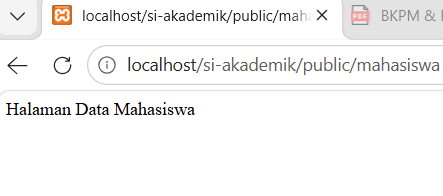 localhost/si-akademik/public/mah
BKPM &
localhost/si-akademik/public/mahasiswa
Halaman Data Mahasiswa